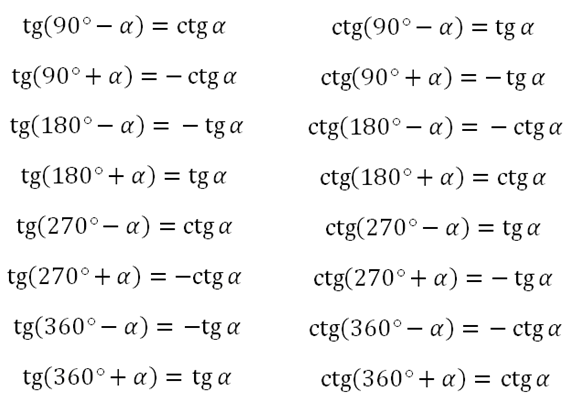 tg(90°− α) = ctg α ctg(90°− α) = tg α
tg(90°+ α) = − ctg α ctg(90°+ α) = − tg α
tg(180°− α) = − tg α ctg(180°− α) = − ctg α
tg(180°+ α) = tg α ctg(180°+ α) = ctg α
tg(270°− α) = ctg α ctg(270°− α) = tg α
tg(270°+ α) = −ctg α ctg(270°+ α) = − tg α
tg(360°− α) = −tg α ctg(360°− α) = − ctg α
tg(360°+ α) = tg α ctg(360°+ α) = ctg α